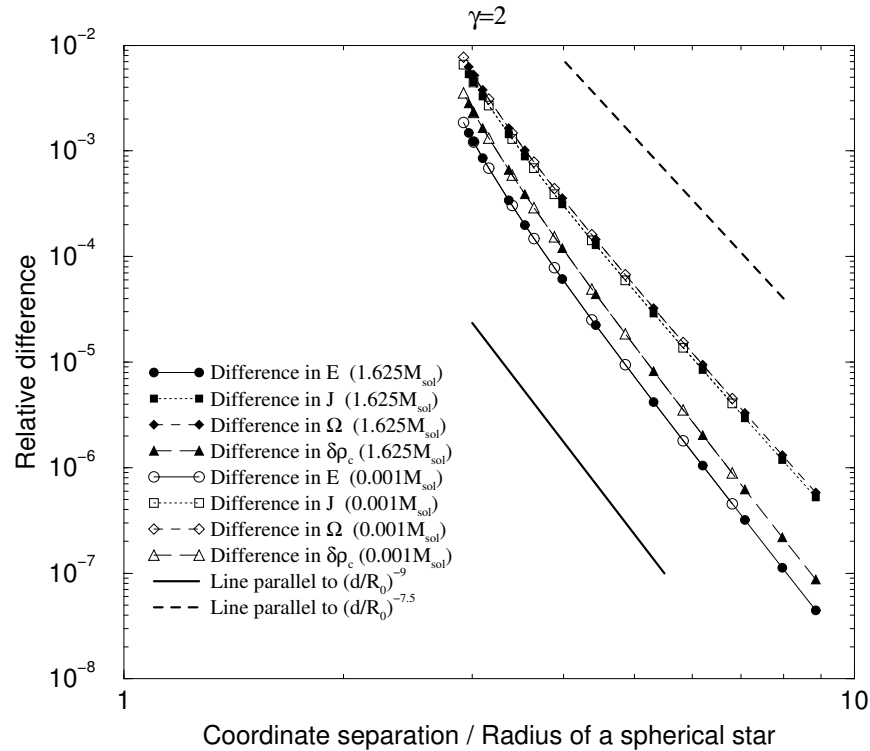 γ=2
10⁻²
10⁻³
10⁻⁴
10⁻⁵
10⁻⁶
10⁻⁷
10⁻⁸
Relative difference
Difference in E (1.625M_sol)
Difference in J (1.625M_sol)
Difference in Ω (1.625M_sol)
Difference in δρ_c (1.625M_sol)
Difference in E (0.001M_sol)
Difference in J (0.001M_sol)
Difference in Ω (0.001M_sol)
Difference in δρ_c (0.001M_sol)
Line parallel to (d/R₀)⁻⁹
Line parallel to (d/R₀)⁻⁷·⁵
1
10
Coordinate separation / Radius of a spherical star